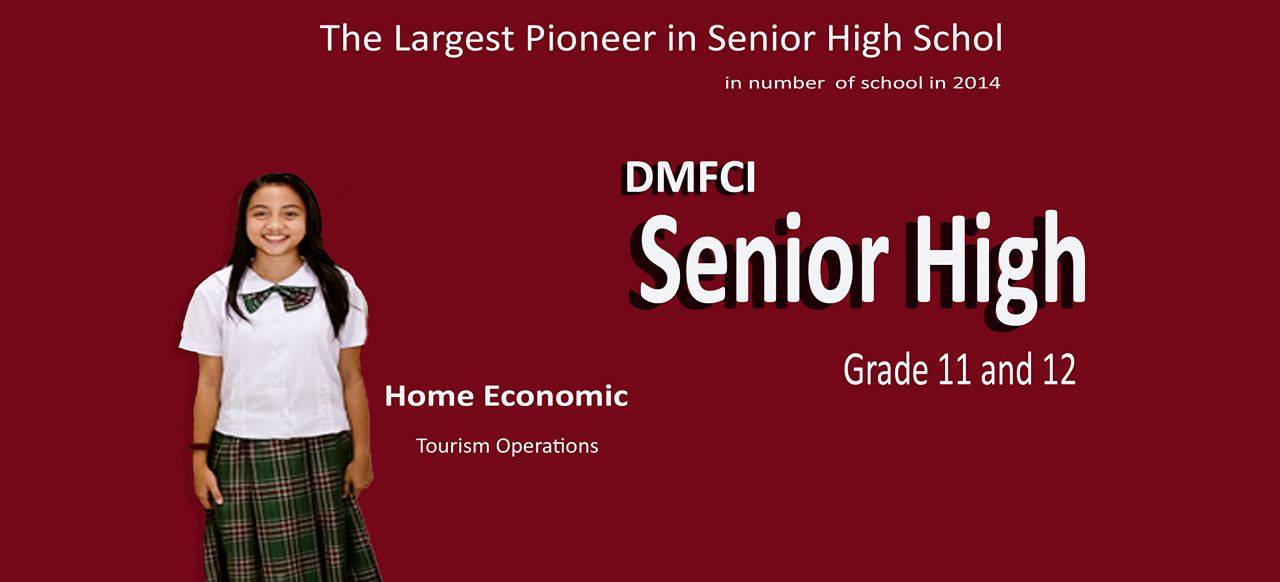 The Largest Pioneer in Senior High Schol
in number of school in 2014
DMFCI
Senior High
Grade 11 and 12
Home Economic
Tourism Operations